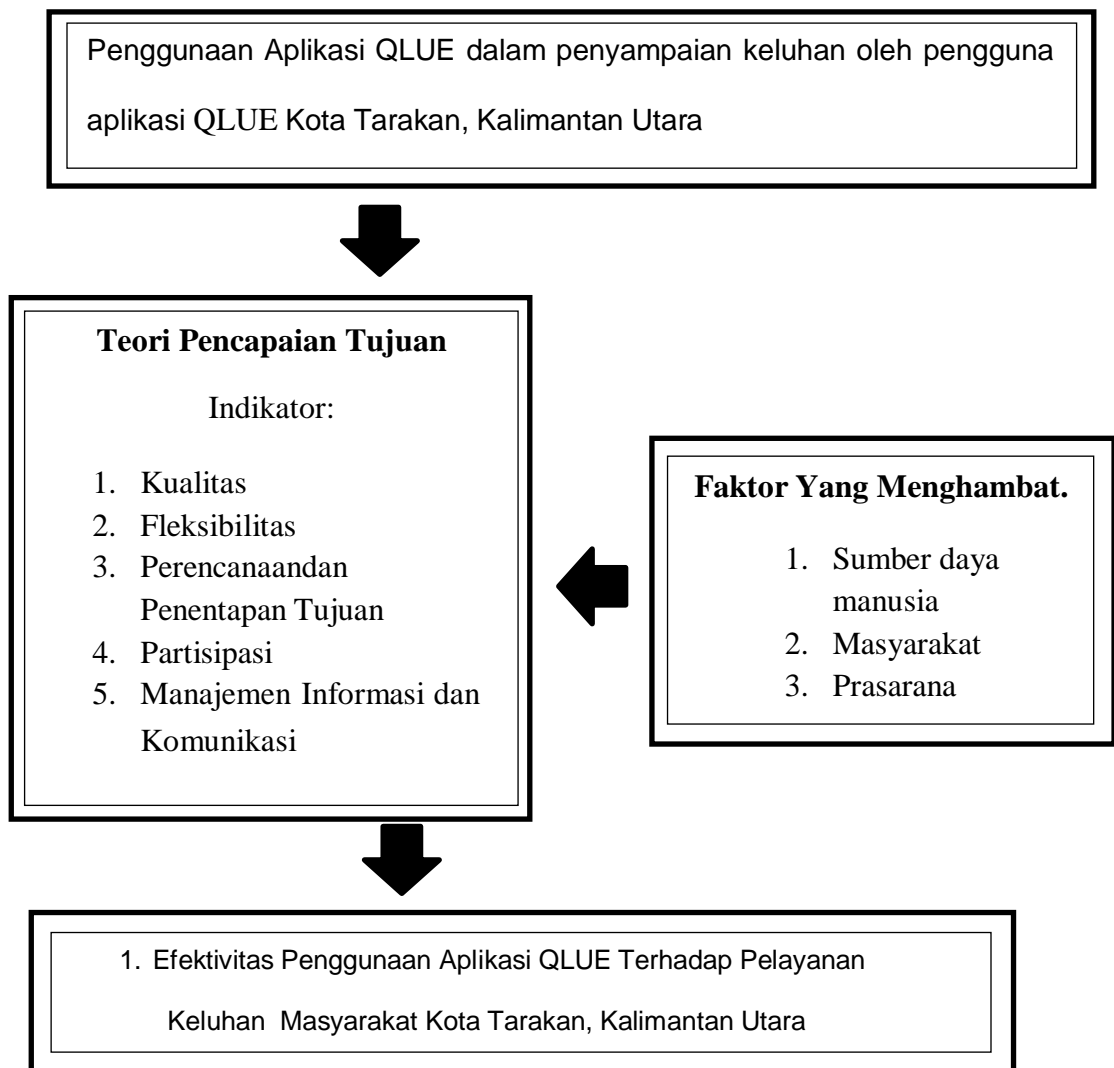 Penggunaan Aplikasi QLUE dalam penyampaian keluhan oleh pengguna
aplikasi QLUE Kota Tarakan, Kalimantan Utara
Teori Pencapaian Tujuan
Indikator:
1. Kualitas
2. Fleksibilitas
3. Perencanaandan
Penentapan Tujuan
4. Partisipasi
5. Manajemen Informasi dan
Komunikasi
Faktor Yang Menghambat.
1. Sumber daya
manusia
2. Masyarakat
3. Prasarana
1. Efektivitas Penggunaan Aplikasi QLUE Terhadap Pelayanan
Keluhan Masyarakat Kota Tarakan, Kalimantan Utara